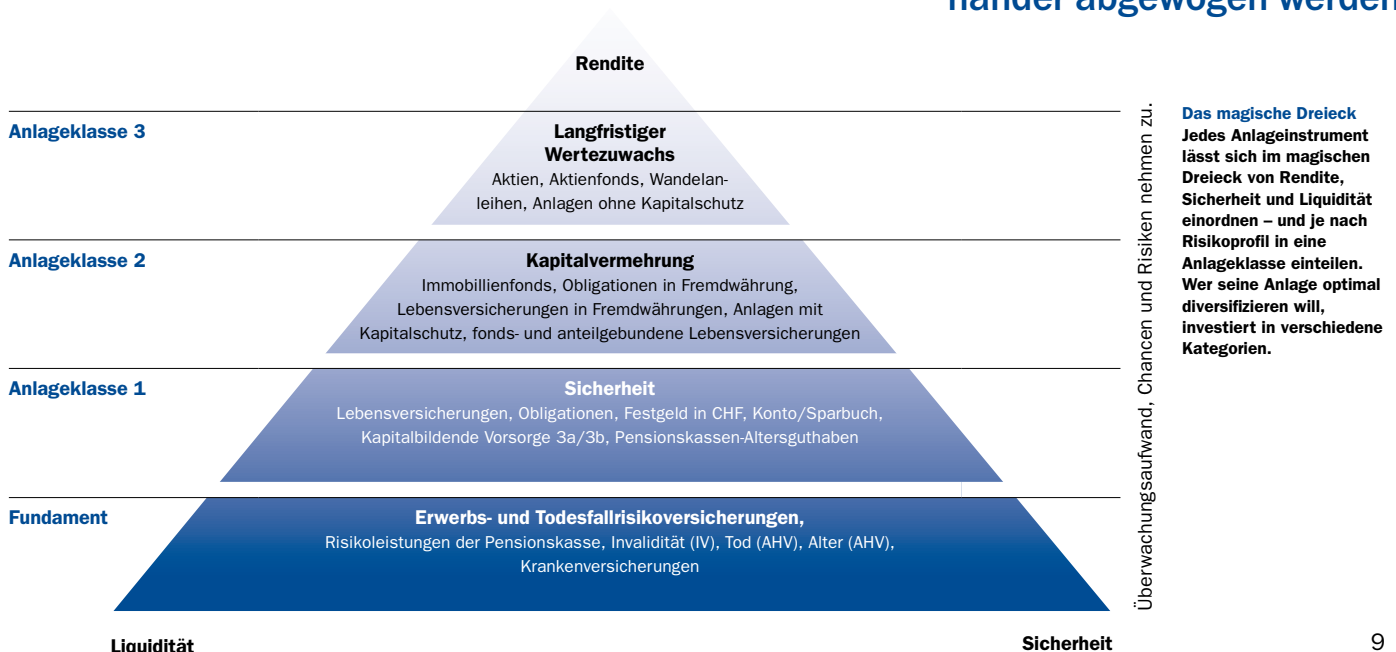 nander abgewogen werden
Rendite
Anlageklasse 3
Langfristiger
Wertezuwachs
Aktien, Aktienfonds, Wandelan-
leihen, Anlagen ohne Kapitalschutz
Anlageklasse 2
Kapitalvermehrung
Immobillienfonds, Obligationen in Fremdwährung,
Lebensversicherungen in Fremdwährungen, Anlagen mit
Kapitalschutz, fonds- und anteilgebundene Lebensversicherungen
Anlageklasse 1
Sicherheit
Lebensversicherungen, Obligationen, Festgeld in CHF, Konto/Sparbuch,
Kapitalbildende Vorsorge 3a/3b, Pensionskassen-Altersguthaben
Fundament
Erwerbs- und Todesfallrisikoversicherungen,
Risikoleistungen der Pensionskasse, Invalidität (IV), Tod (AHV), Alter (AHV),
Krankenversicherungen
Liquidität
Sicherheit
Überwachungsaufwand, Chancen und Risiken nehmen zu.
Das magische Dreieck
Jedes Anlageinstrument
lässt sich im magischen
Dreieck von Rendite,
Sicherheit und Liquidität
einordnen – und je nach
Risikoprofil in eine
Anlageklasse einteilen.
Wer seine Anlage optimal
diversifizieren will,
investiert in verschiedene
Kategorien.
9